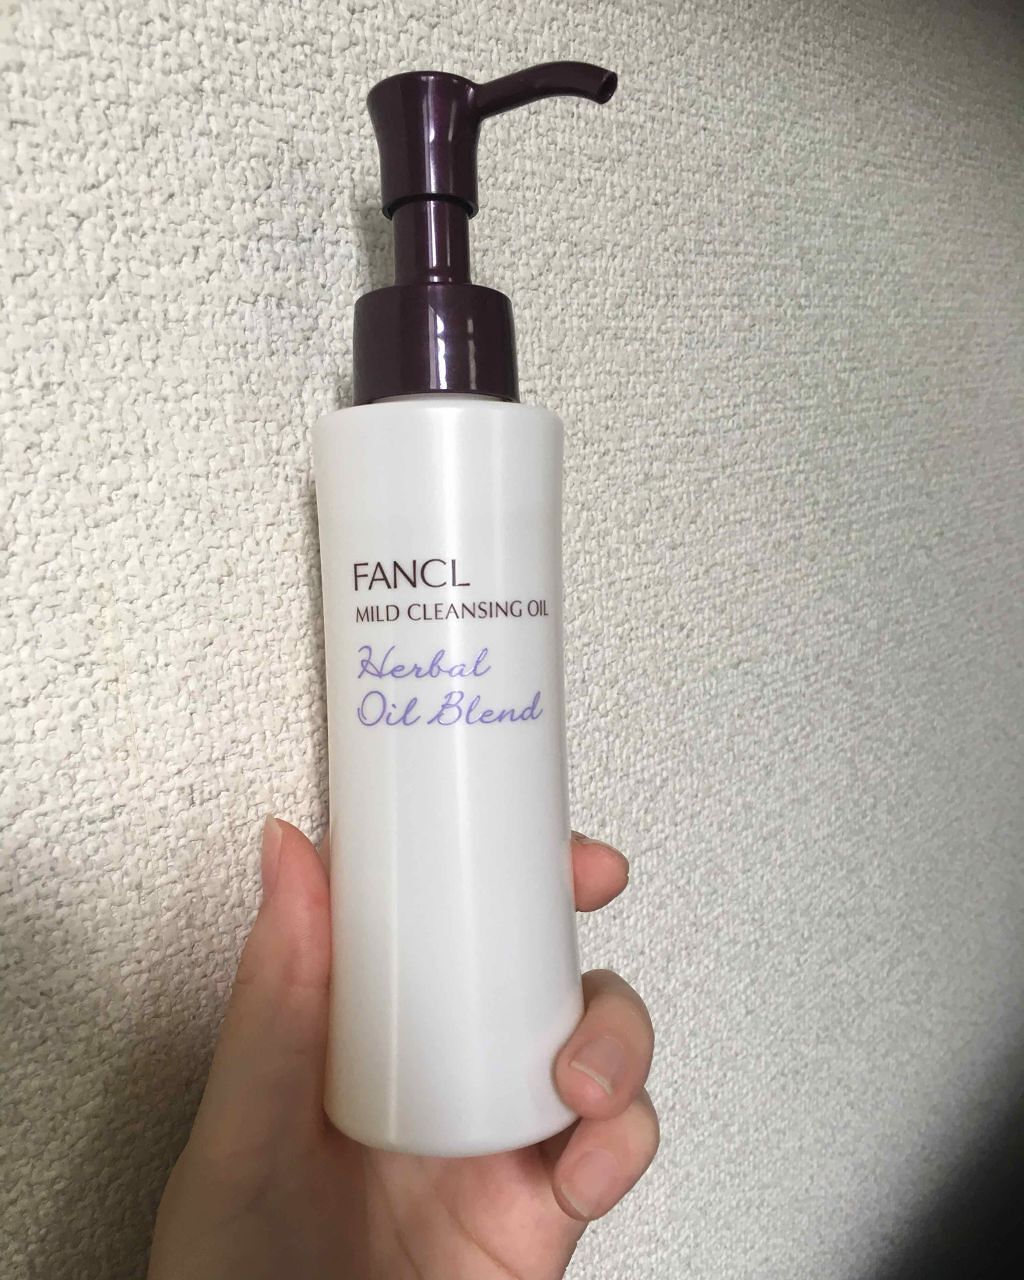 FANCL
MILD CLEANSING OIL
Herbal
Oil Blend